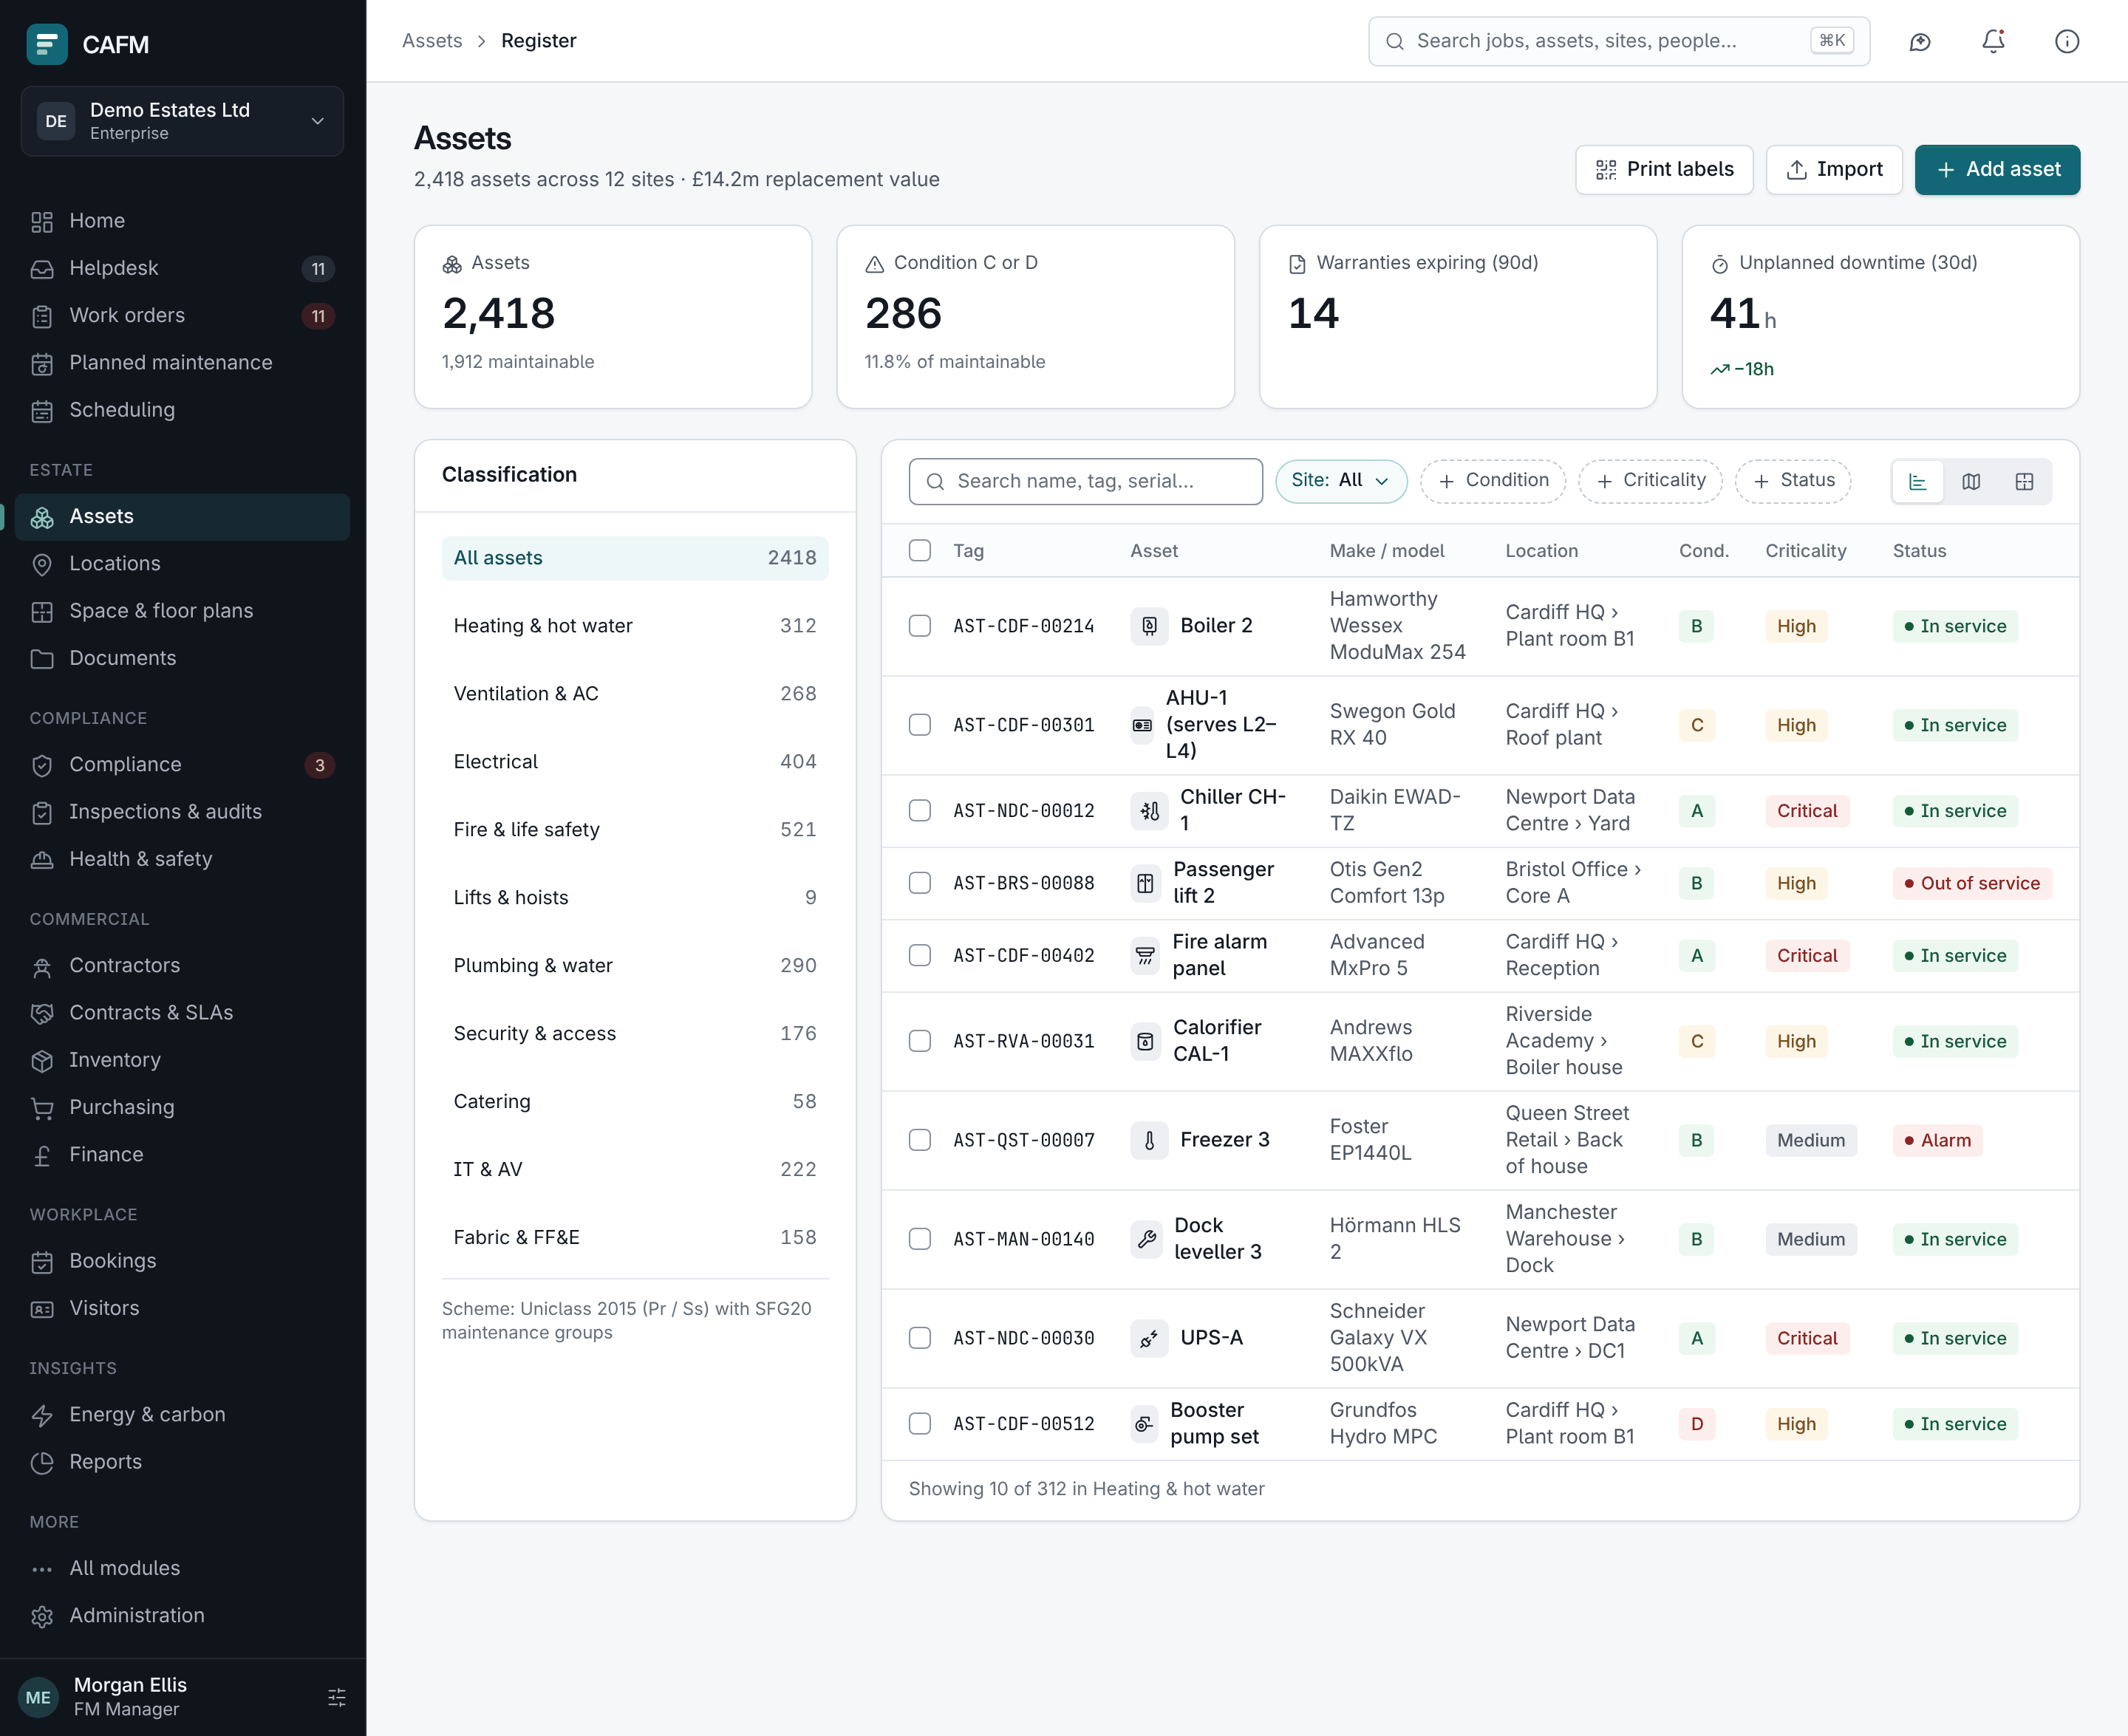 CAFM
DE
Demo Estates Ltd
Enterprise
Home
Helpdesk 11
Work orders 11
Planned maintenance
Scheduling
ESTATE
Assets
Locations
Space & floor plans
Documents
COMPLIANCE
Compliance 3
Inspections & audits
Health & safety
COMMERCIAL
Contractors
Contracts & SLAs
Inventory
Purchasing
Finance
WORKPLACE
Bookings
Visitors
INSIGHTS
Energy & carbon
Reports
MORE
All modules
Administration
ME
Morgan Ellis
FM Manager
Assets > Register
Search jobs, assets, sites, people... ⌘K
Assets
2,418 assets across 12 sites · £14.2m replacement value
Print labels
Import
Add asset
Assets
2,418
1,912 maintainable
Condition C or D
286
11.8% of maintainable
Warranties expiring (90d)
14
Unplanned downtime (30d)
41 h
−18h
Classification
All assets 2418
Heating & hot water 312
Ventilation & AC 268
Electrical 404
Fire & life safety 521
Lifts & hoists 9
Plumbing & water 290
Security & access 176
Catering 58
IT & AV 222
Fabric & FF&E 158
Scheme: Uniclass 2015 (Pr / Ss) with SFG20
maintenance groups
Search name, tag, serial...
Site: All
+ Condition
+ Criticality
+ Status
Tag Asset Make / model Location Cond. Criticality Status
AST-CDF-00214
Boiler 2
Hamworthy
Wessex
ModuMax 254
Cardiff HQ ›
Plant room B1
B
High
In service
AST-CDF-00301
AHU-1
(serves L2–
L4)
Swegon Gold
RX 40
Cardiff HQ ›
Roof plant
C
High
In service
AST-NDC-00012
Chiller CH-
1
Daikin EWAD-
TZ
Newport Data
Centre › Yard
A
Critical
In service
AST-BRS-00088
Passenger
lift 2
Otis Gen2
Comfort 13p
Bristol Office ›
Core A
B
High
Out of service
AST-CDF-00402
Fire alarm
panel
Advanced
MxPro 5
Cardiff HQ ›
Reception
A
Critical
In service
AST-RVA-00031
Calorifier
CAL-1
Andrews
MAXXflo
Riverside
Academy ›
Boiler house
C
High
In service
AST-QST-00007
Freezer 3
Foster
EP1440L
Queen Street
Retail › Back
of house
B
Medium
Alarm
AST-MAN-00140
Dock
leveller 3
Hörmann HLS
2
Manchester
Warehouse ›
Dock
B
Medium
In service
AST-NDC-00030
UPS-A
Schneider
Galaxy VX
500kVA
Newport Data
Centre › DC1
A
Critical
In service
AST-CDF-00512
Booster
pump set
Grundfos
Hydro MPC
Cardiff HQ ›
Plant room B1
D
High
In service
Showing 10 of 312 in Heating & hot water